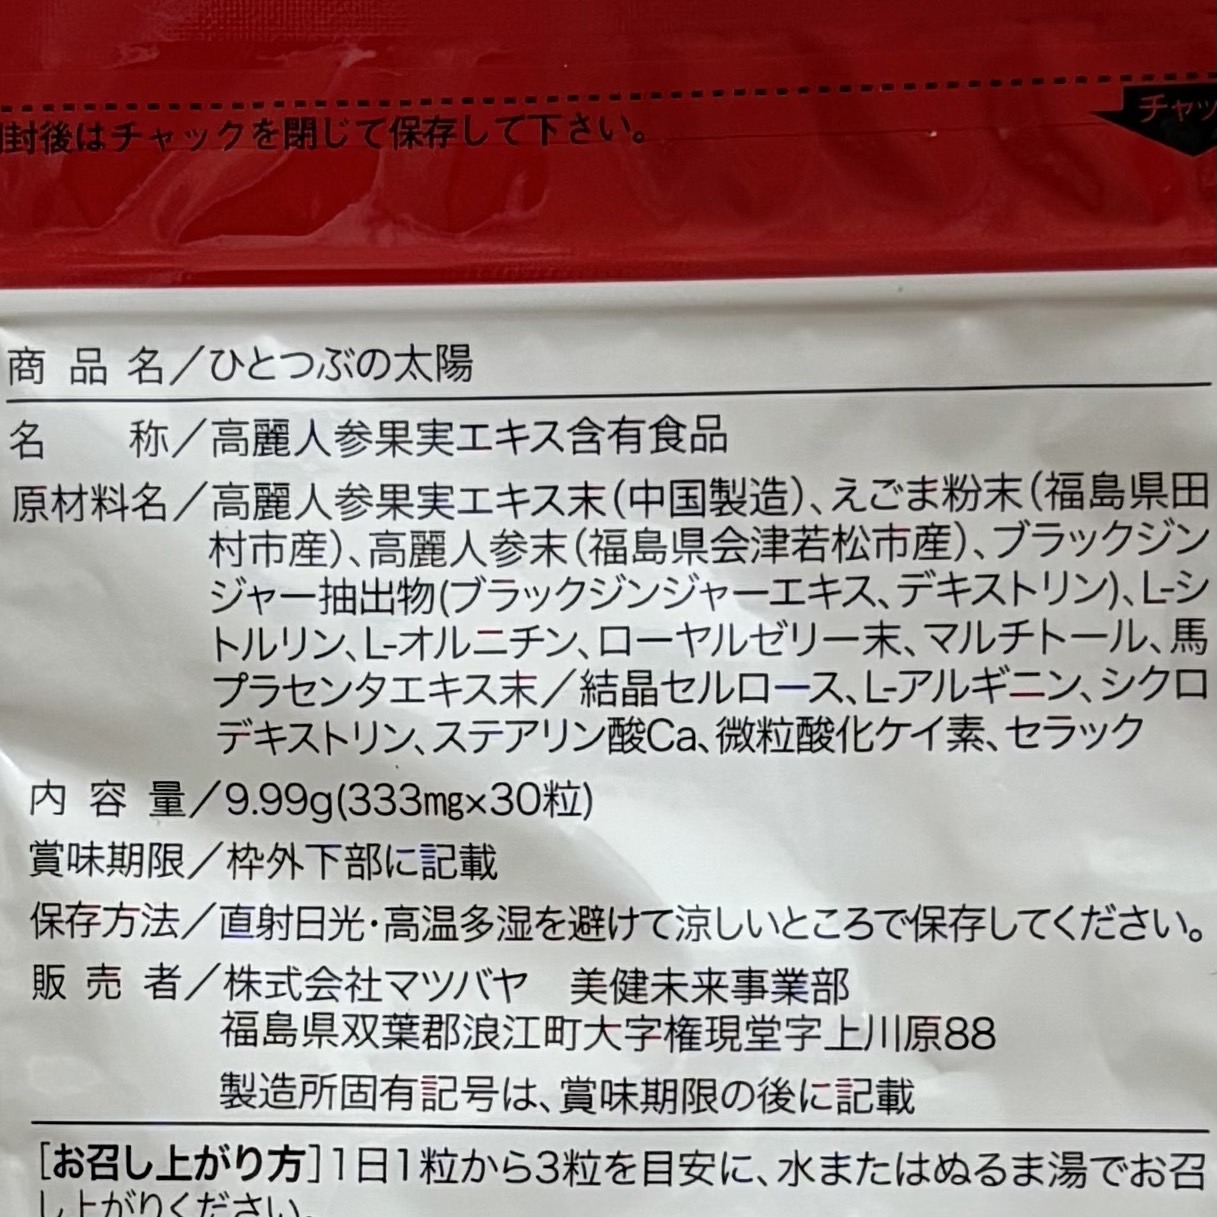 封後はチャックを閉じて保存して下さい。
チャッ
商品名／ひとつぶの太陽
名称／高麗人参果実エキス含有食品
原材料名／高麗人参果実エキス末(中国製造)、えごま粉末(福島県田
村市産)、高麗人参末(福島県会津若松市産)、ブラックジン
ジャー抽出物(ブラックジンジャーエキス、デキストリン)、L-シ
トルリン、L-オルニチン、ローヤルゼリー末、マルチトール、馬
プラセンタエキス末／結晶セルロース、L-アルギニン、シクロ
デキストリン、ステアリン酸Ca、微粒酸化ケイ素、セラック
内容量／9.99g(333mg×30粒)
賞味期限／枠外下部に記載
保存方法／直射日光・高温多湿を避けて涼しいところで保存してください。
販売者／株式会社マツバヤ 美健未来事業部
福島県双葉郡浪江町大字権現堂字上川原88
製造所固有記号は、賞味期限の後に記載
[お召し上がり方]1日1粒から3粒を目安に、水またはぬるま湯でお召
し上がりください。